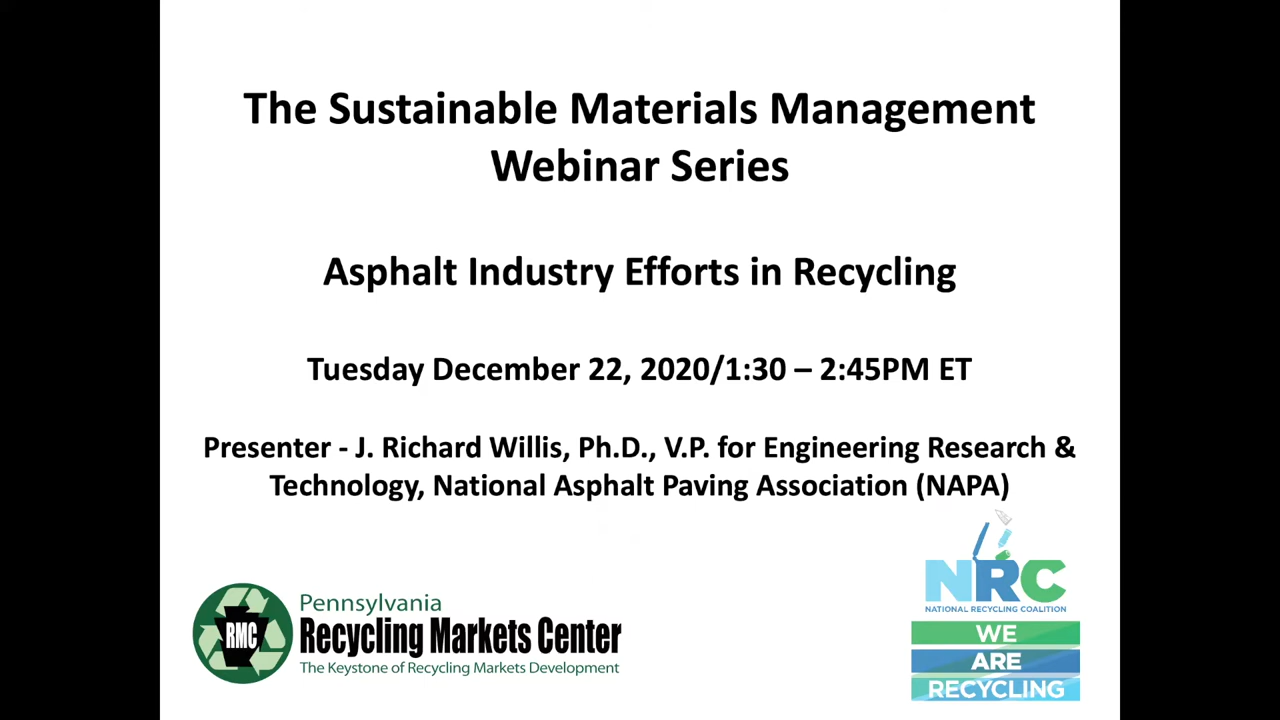 The Sustainable Materials Management
Webinar Series
Asphalt Industry Efforts in Recycling
Tuesday December 22, 2020/1:30 – 2:45PM ET
Presenter - J. Richard Willis, Ph.D., V.P. for Engineering Research &
Technology, National Asphalt Paving Association (NAPA)
RMC
Pennsylvania
Recycling Markets Center
The Keystone of Recycling Markets Development
NRC
NATIONAL RECYCLING COALITION
WE
ARE
RECYCLING